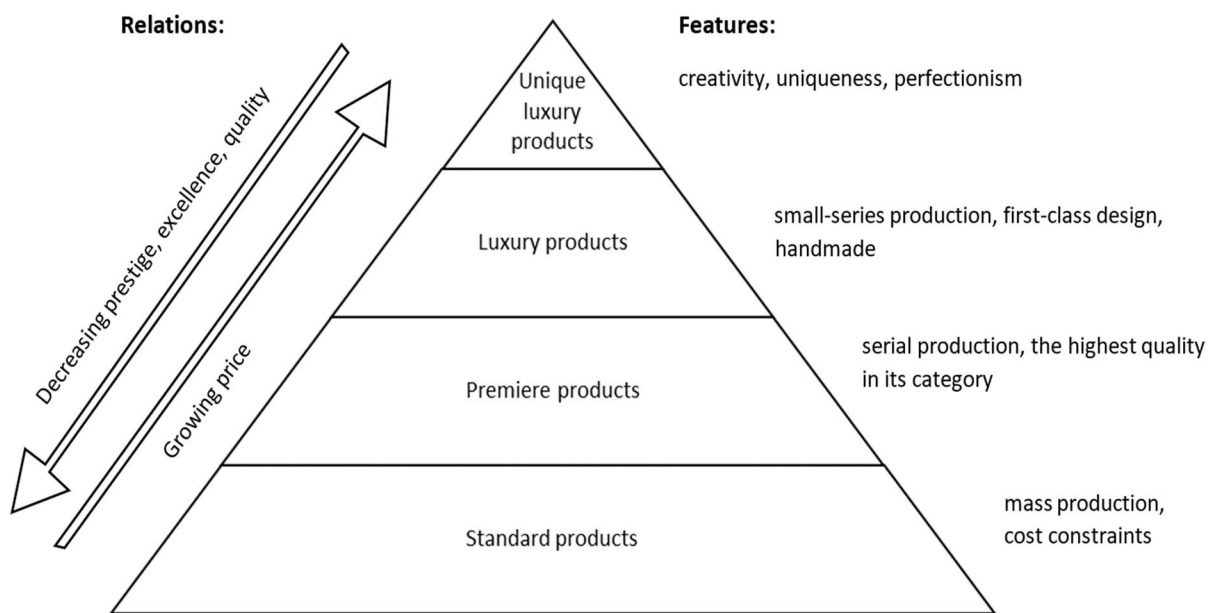 Relations:
Features:
Decreasing prestige, excellence, quality
Growing price
Unique
luxury
products
creativity, uniqueness, perfectionism
Luxury products
small-series production, first-class design,
handmade
Premiere products
serial production, the highest quality
in its category
Standard products
mass production,
cost constraints